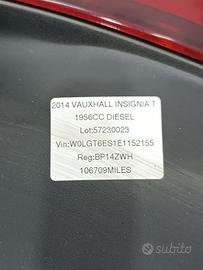 2014 VAUXHALL INSIGNIA T
1956CC DIESEL
Lot:57230023
Vin:W0LGT6ES1E1152155
Reg:BP14ZWH
106709MILES
subito